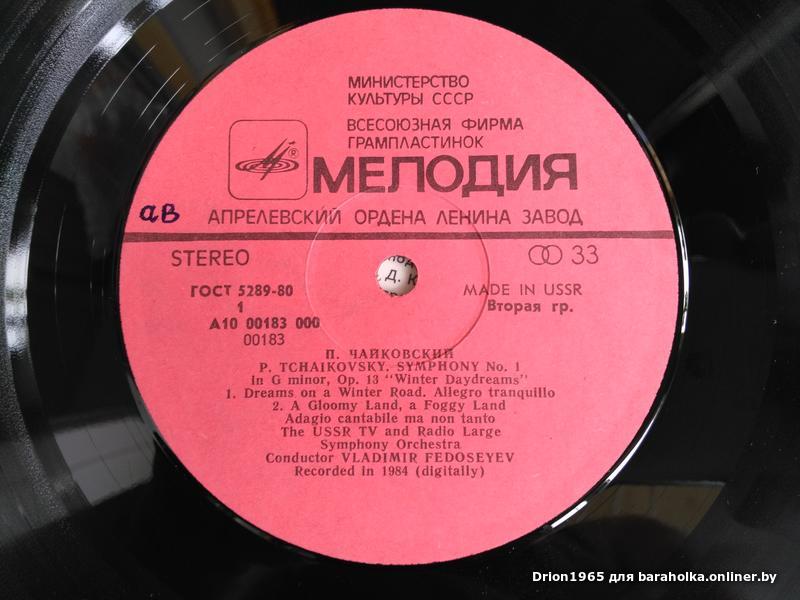 МИНИСТЕРСТВО
КУЛЬТУРЫ СССР
ВСЕСОЮЗНАЯ ФИРМА
ГРАМПЛАСТИНОК
МЕЛОДИЯ
®
ав
АПРЕЛЕВСКИЙ ОРДЕНА ЛЕНИНА ЗАВОД
STEREO
33
ГОСТ 5289-80
MADE IN USSR
1
Вторая гр.
А10 00183 000
00183
П. ЧАЙКОВСКИЙ
P. TCHAIKOVSKY. SYMPHONY No. 1
in G minor, Op. 13 "Winter Daydreams"
1. Dreams on a Winter Road. Allegro tranquillo
2. A Gloomy Land, a Foggy Land
Adagio cantabile ma non tanto
The USSR TV and Radio Large
Symphony Orchestra
Conductor VLADIMIR FEDOSEYEV
Recorded in 1984 (digitally)
Drion1965 для baraholka.onliner.by